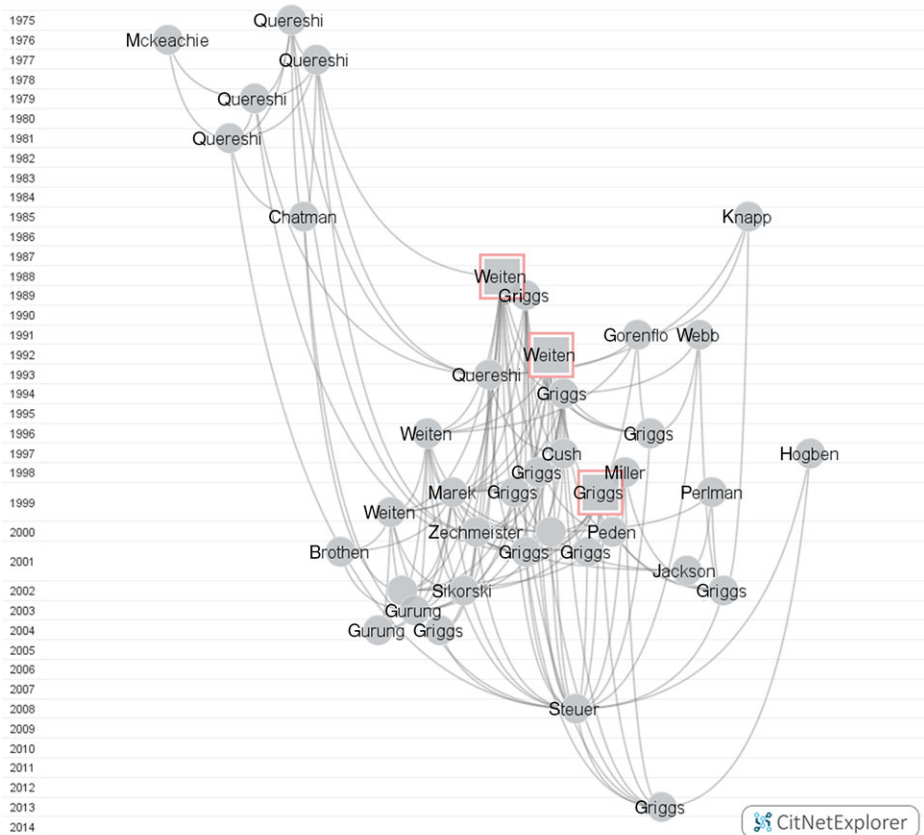 1975 Quereshi
1976 Mckeachie
1977 Quereshi
1978
1979 Quereshi
1980
1981 Quereshi
1982
1983
1984
1985 Chatman Knapp
1986
1987
1988 Weiten
1989 Griggs
1990
1991 Gorenflo Webb
1992 Weiten
1993 Quereshi
1994 Griggs
1995
1996 Weiten Griggs
1997 Cush Hogben
1998 Griggs Miller
1999 Marek Griggs Griggs Perlman
Weiten
2000 Zechmeister Peden
Brothen Griggs Griggs
2001 Jackson
2002 Sikorski Griggs
2003 Gurung
2004 Gurung Griggs
2005
2006
2007
2008 Steuer
2009
2010
2011
2012
2013 Griggs
2014
CitNetExplorer